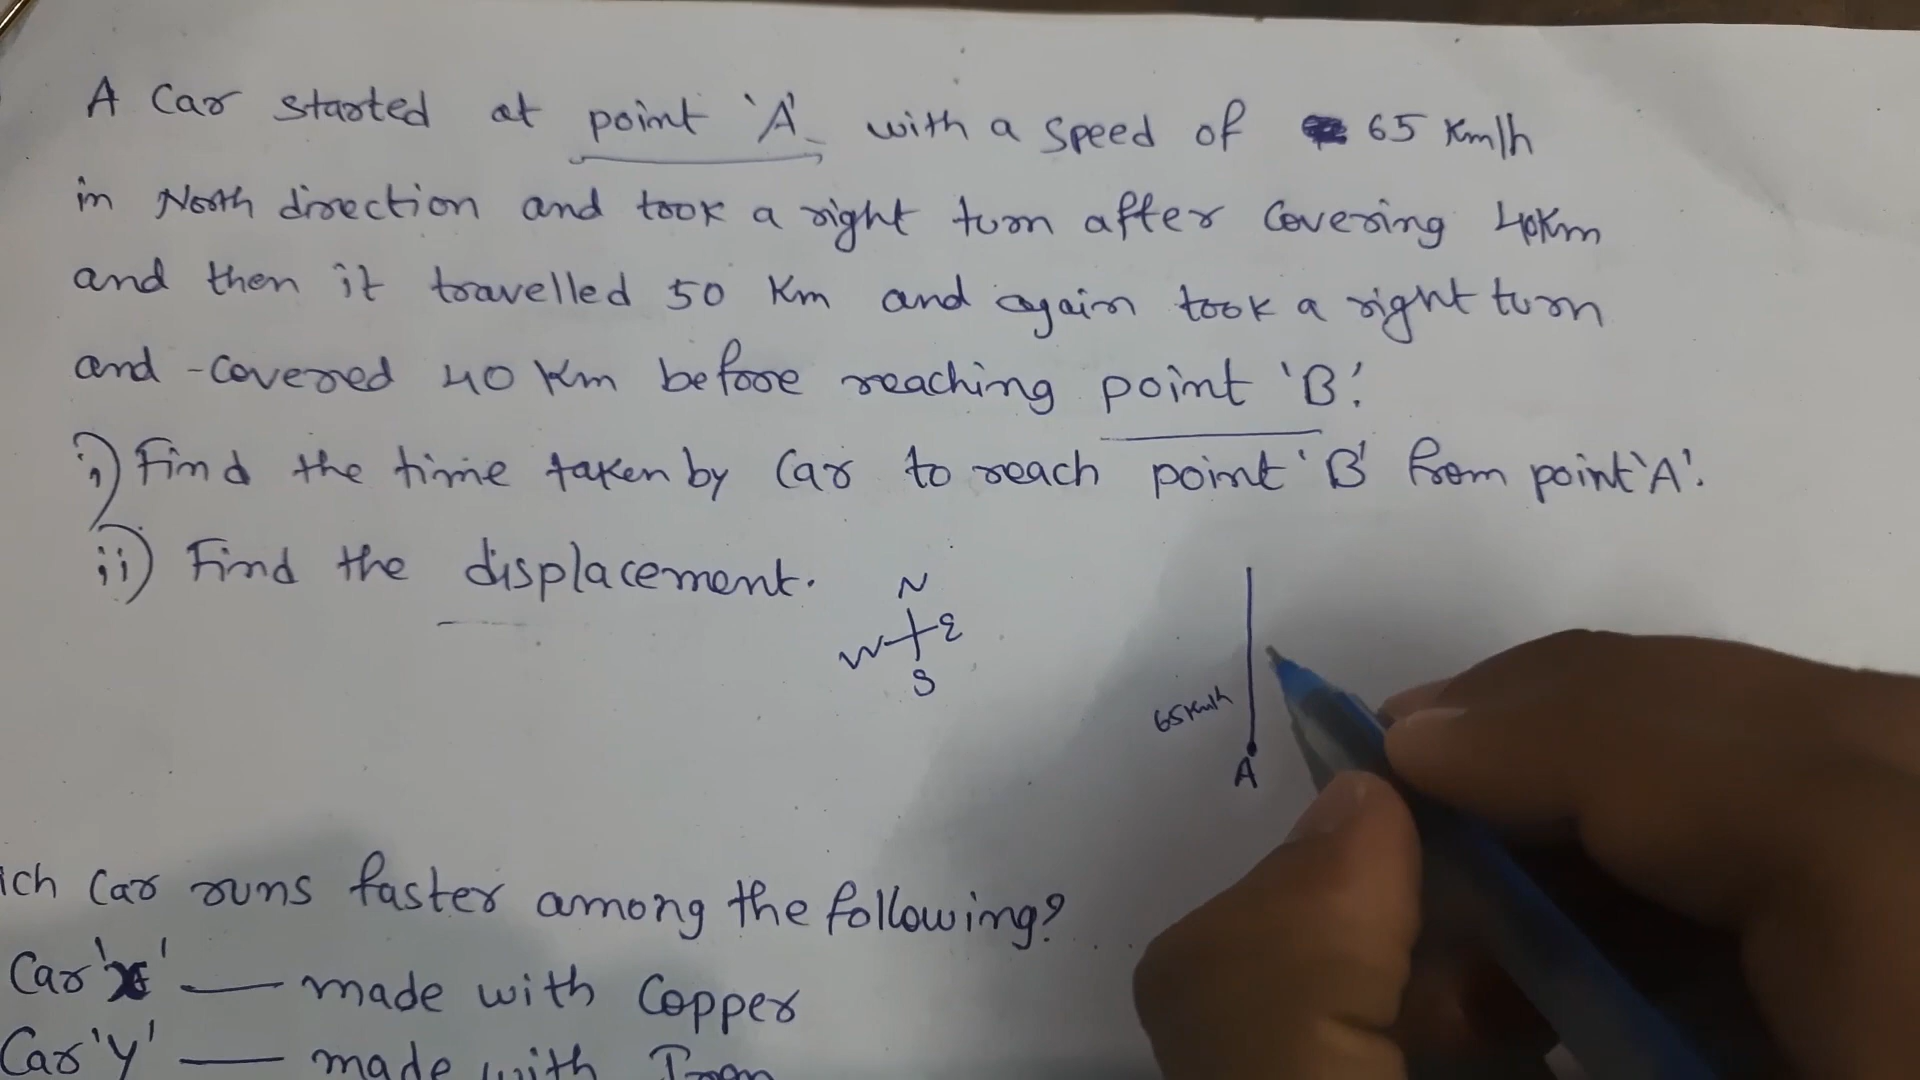 A Car started at point 'A' with a speed of 65 Km/h
in North direction and took a right turn after covering 40Km
and then it travelled 50 Km and again took a right turn
and covered 40 Km before reaching point 'B'.
i) Find the time taken by Car to reach point 'B' from point 'A'.
ii) Find the displacement.
N
W E
S
65Km/h
A
ich Car runs faster among the following?
Car 'X' — made with Copper
Car 'Y' — made with Iron